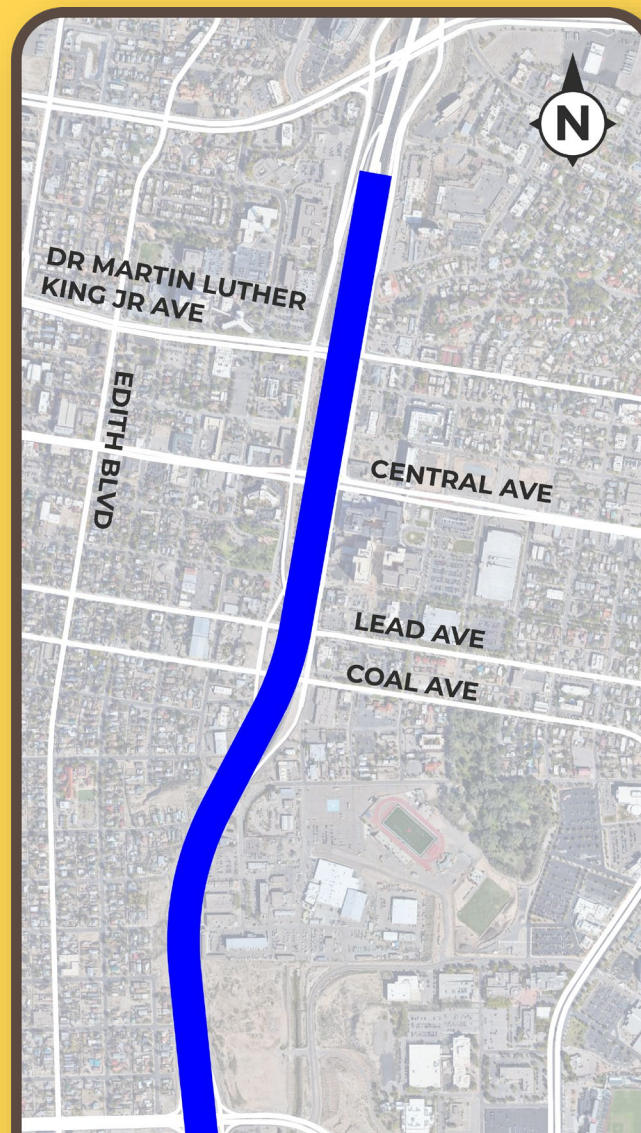 N
DR MARTIN LUTHER
KING JR AVE
EDITH BLVD
CENTRAL AVE
LEAD AVE
COAL AVE